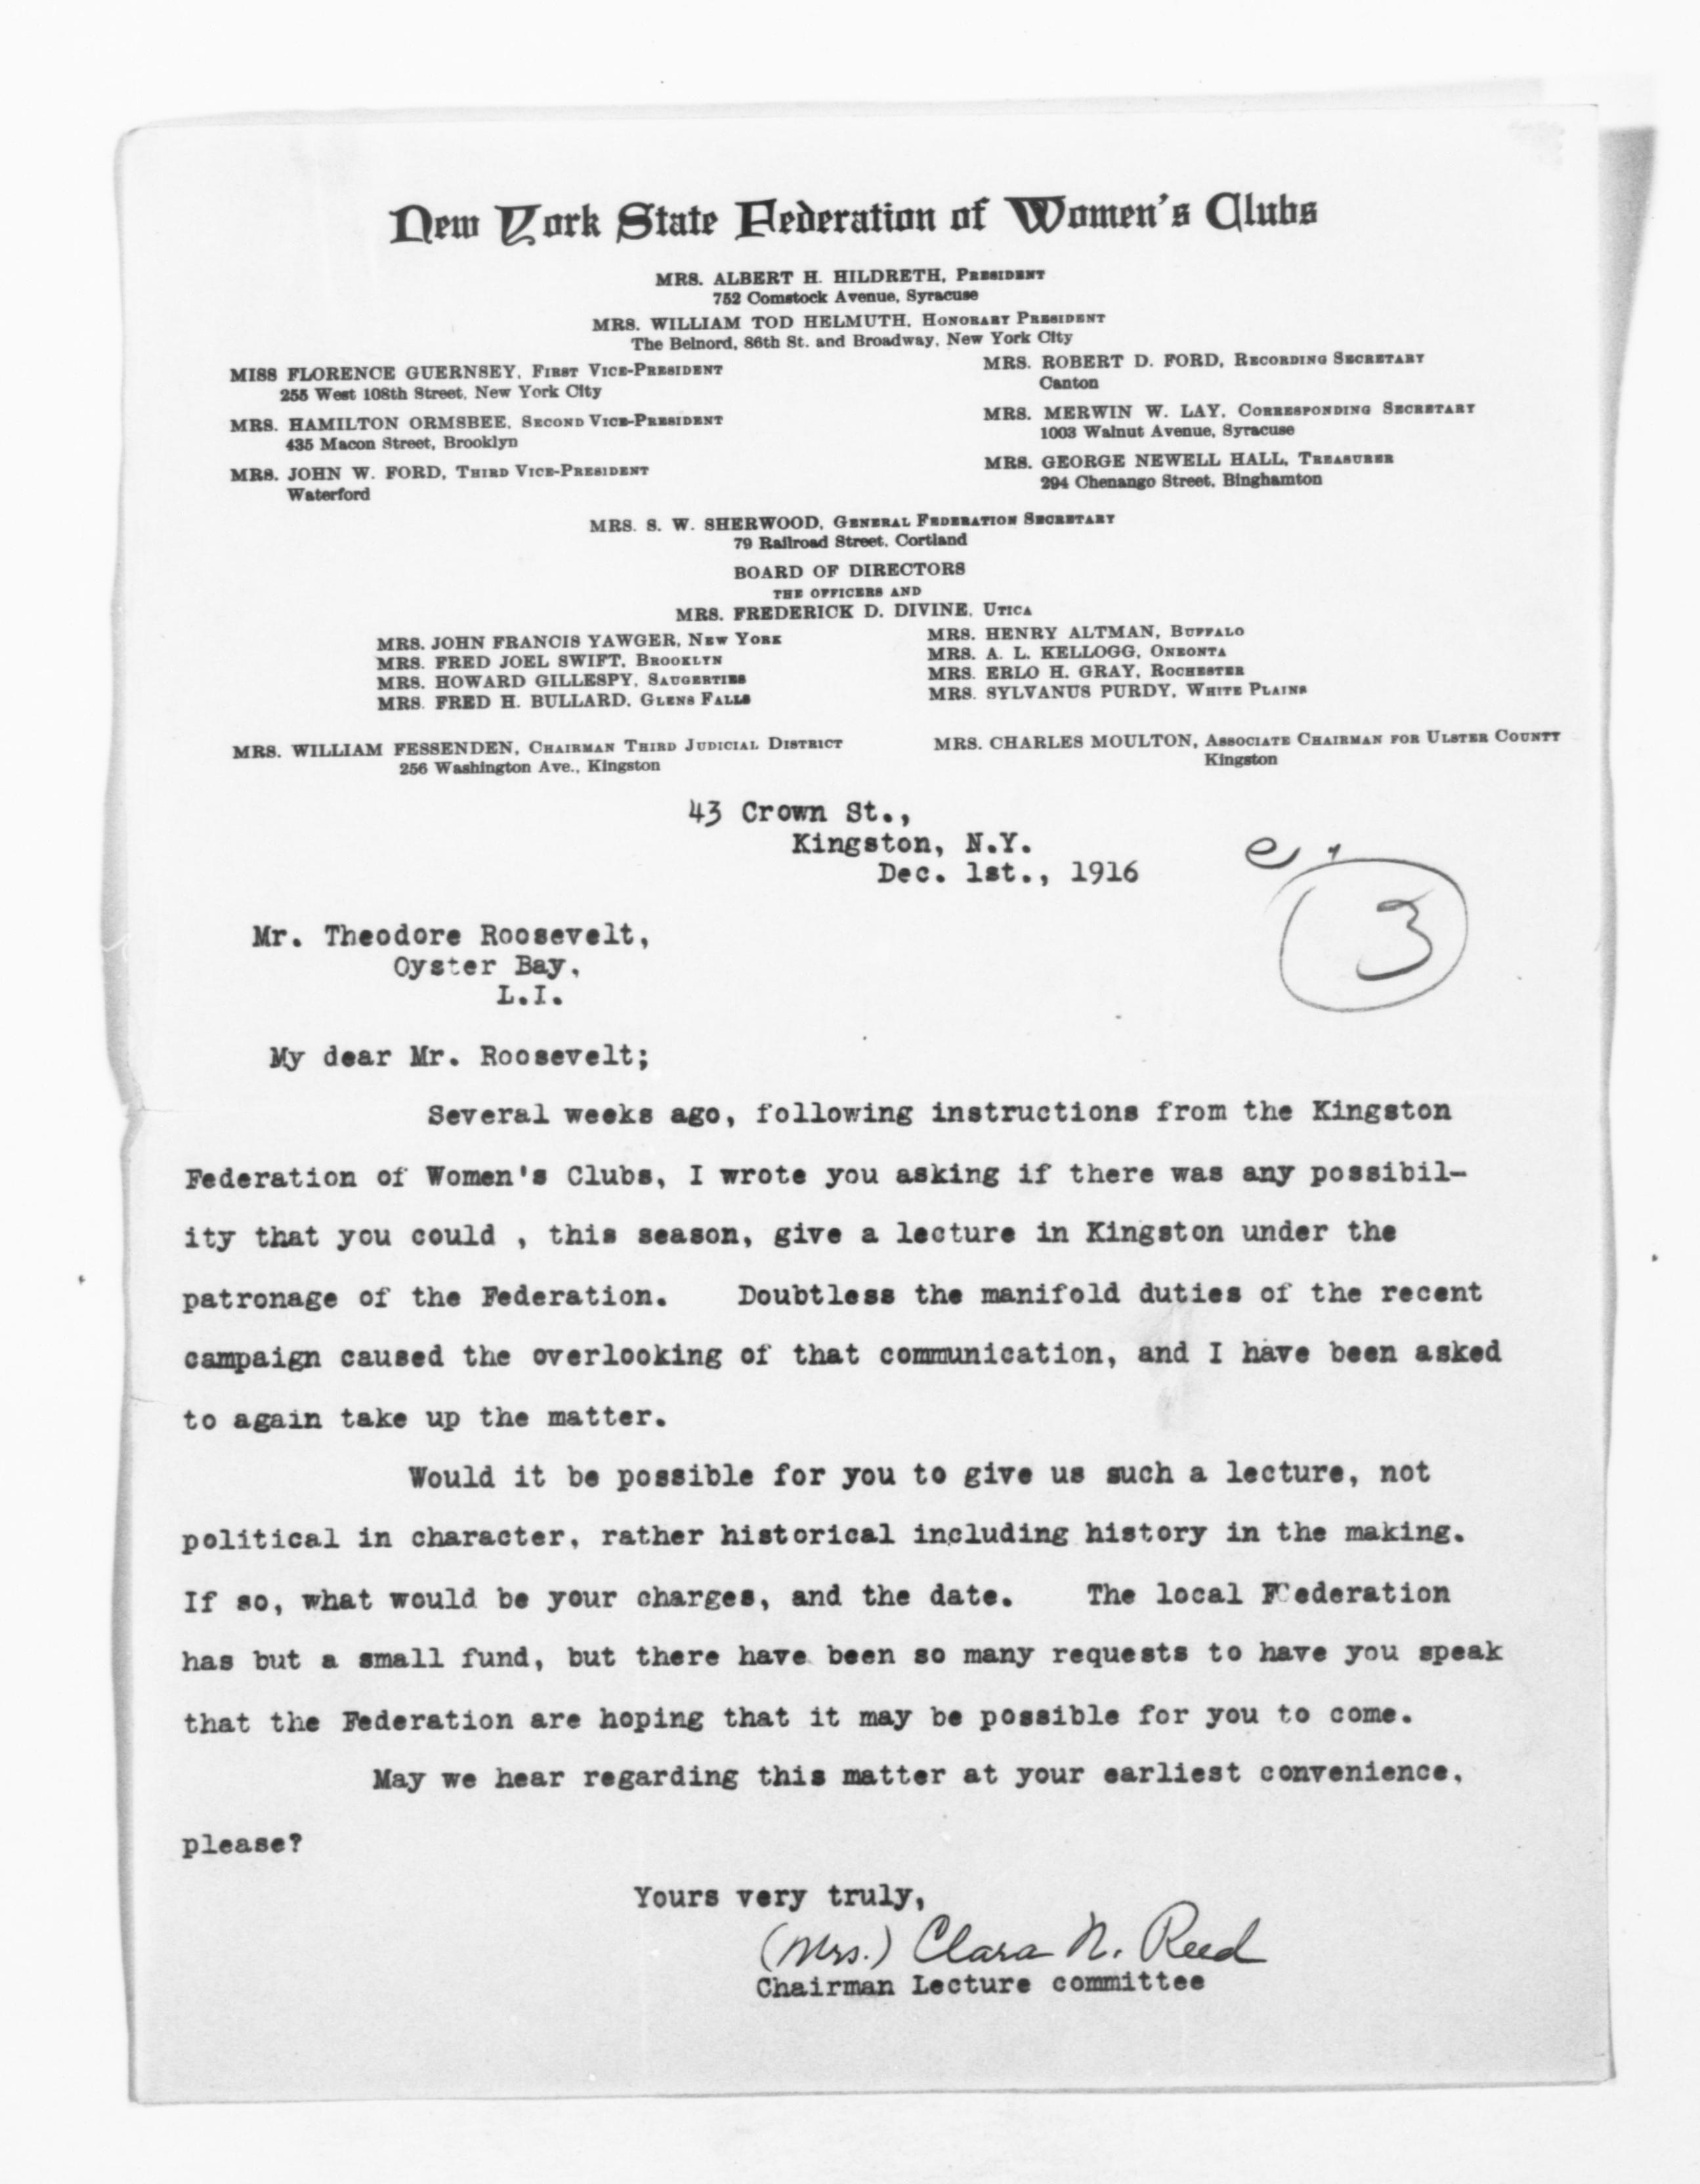 New York State Federation of Women's Clubs
MRS. ALBERT H. HILDRETH, PRESIDENT
752 Comstock Avenue, Syracuse
MRS. WILLIAM TOD HELMUTH, HONORARY PRESIDENT
The Belnord, 86th St. and Broadway, New York City
MISS FLORENCE GUERNSEY, FIRST VICE-PRESIDENT
255 West 108th Street, New York City
MRS. HAMILTON ORMSBEE, SECOND VICE-PRESIDENT
435 Macon Street, Brooklyn
MRS. JOHN W. FORD, THIRD VICE-PRESIDENT
Waterford
MRS. ROBERT D. FORD, RECORDING SECRETARY
Canton
MRS. MERWIN W. LAY, CORRESPONDING SECRETARY
1003 Walnut Avenue, Syracuse
MRS. GEORGE NEWELL HALL, TREASURER
294 Chenango Street, Binghamton
MRS. S. W. SHERWOOD, GENERAL FEDERATION SECRETARY
79 Railroad Street, Cortland
BOARD OF DIRECTORS
THE OFFICERS AND
MRS. FREDERICK D. DIVINE, UTICA
MRS. JOHN FRANCIS YAWGER, NEW YORK
MRS. FRED JOEL SWIFT, BROOKLYN
MRS. HOWARD GILLESPY, SAUGERTIES
MRS. FRED H. BULLARD, GLENS FALLS
MRS. HENRY ALTMAN, BUFFALO
MRS. A. L. KELLOGG, ONEONTA
MRS. ERLO H. GRAY, ROCHESTER
MRS. SYLVANUS PURDY, WHITE PLAINS
MRS. WILLIAM FESSENDEN, CHAIRMAN THIRD JUDICIAL DISTRICT
256 Washington Ave., Kingston
MRS. CHARLES MOULTON, ASSOCIATE CHAIRMAN FOR ULSTER COUNTY
Kingston
43 Crown St.,
Kingston, N.Y.
Dec. 1st., 1916
3
Mr. Theodore Roosevelt,
Oyster Bay,
L.I.
My dear Mr. Roosevelt;
Several weeks ago, following instructions from the Kingston
Federation of Women's Clubs, I wrote you asking if there was any possibil-
ity that you could , this season, give a lecture in Kingston under the
patronage of the Federation. Doubtless the manifold duties of the recent
campaign caused the overlooking of that communication, and I have been asked
to again take up the matter.
Would it be possible for you to give us such a lecture, not
political in character, rather historical including history in the making.
If so, what would be your charges, and the date. The local Federation
has but a small fund, but there have been so many requests to have you speak
that the Federation are hoping that it may be possible for you to come.
May we hear regarding this matter at your earliest convenience,
please?
Yours very truly,
(Mrs.) Clara N. Reed
Chairman Lecture committee